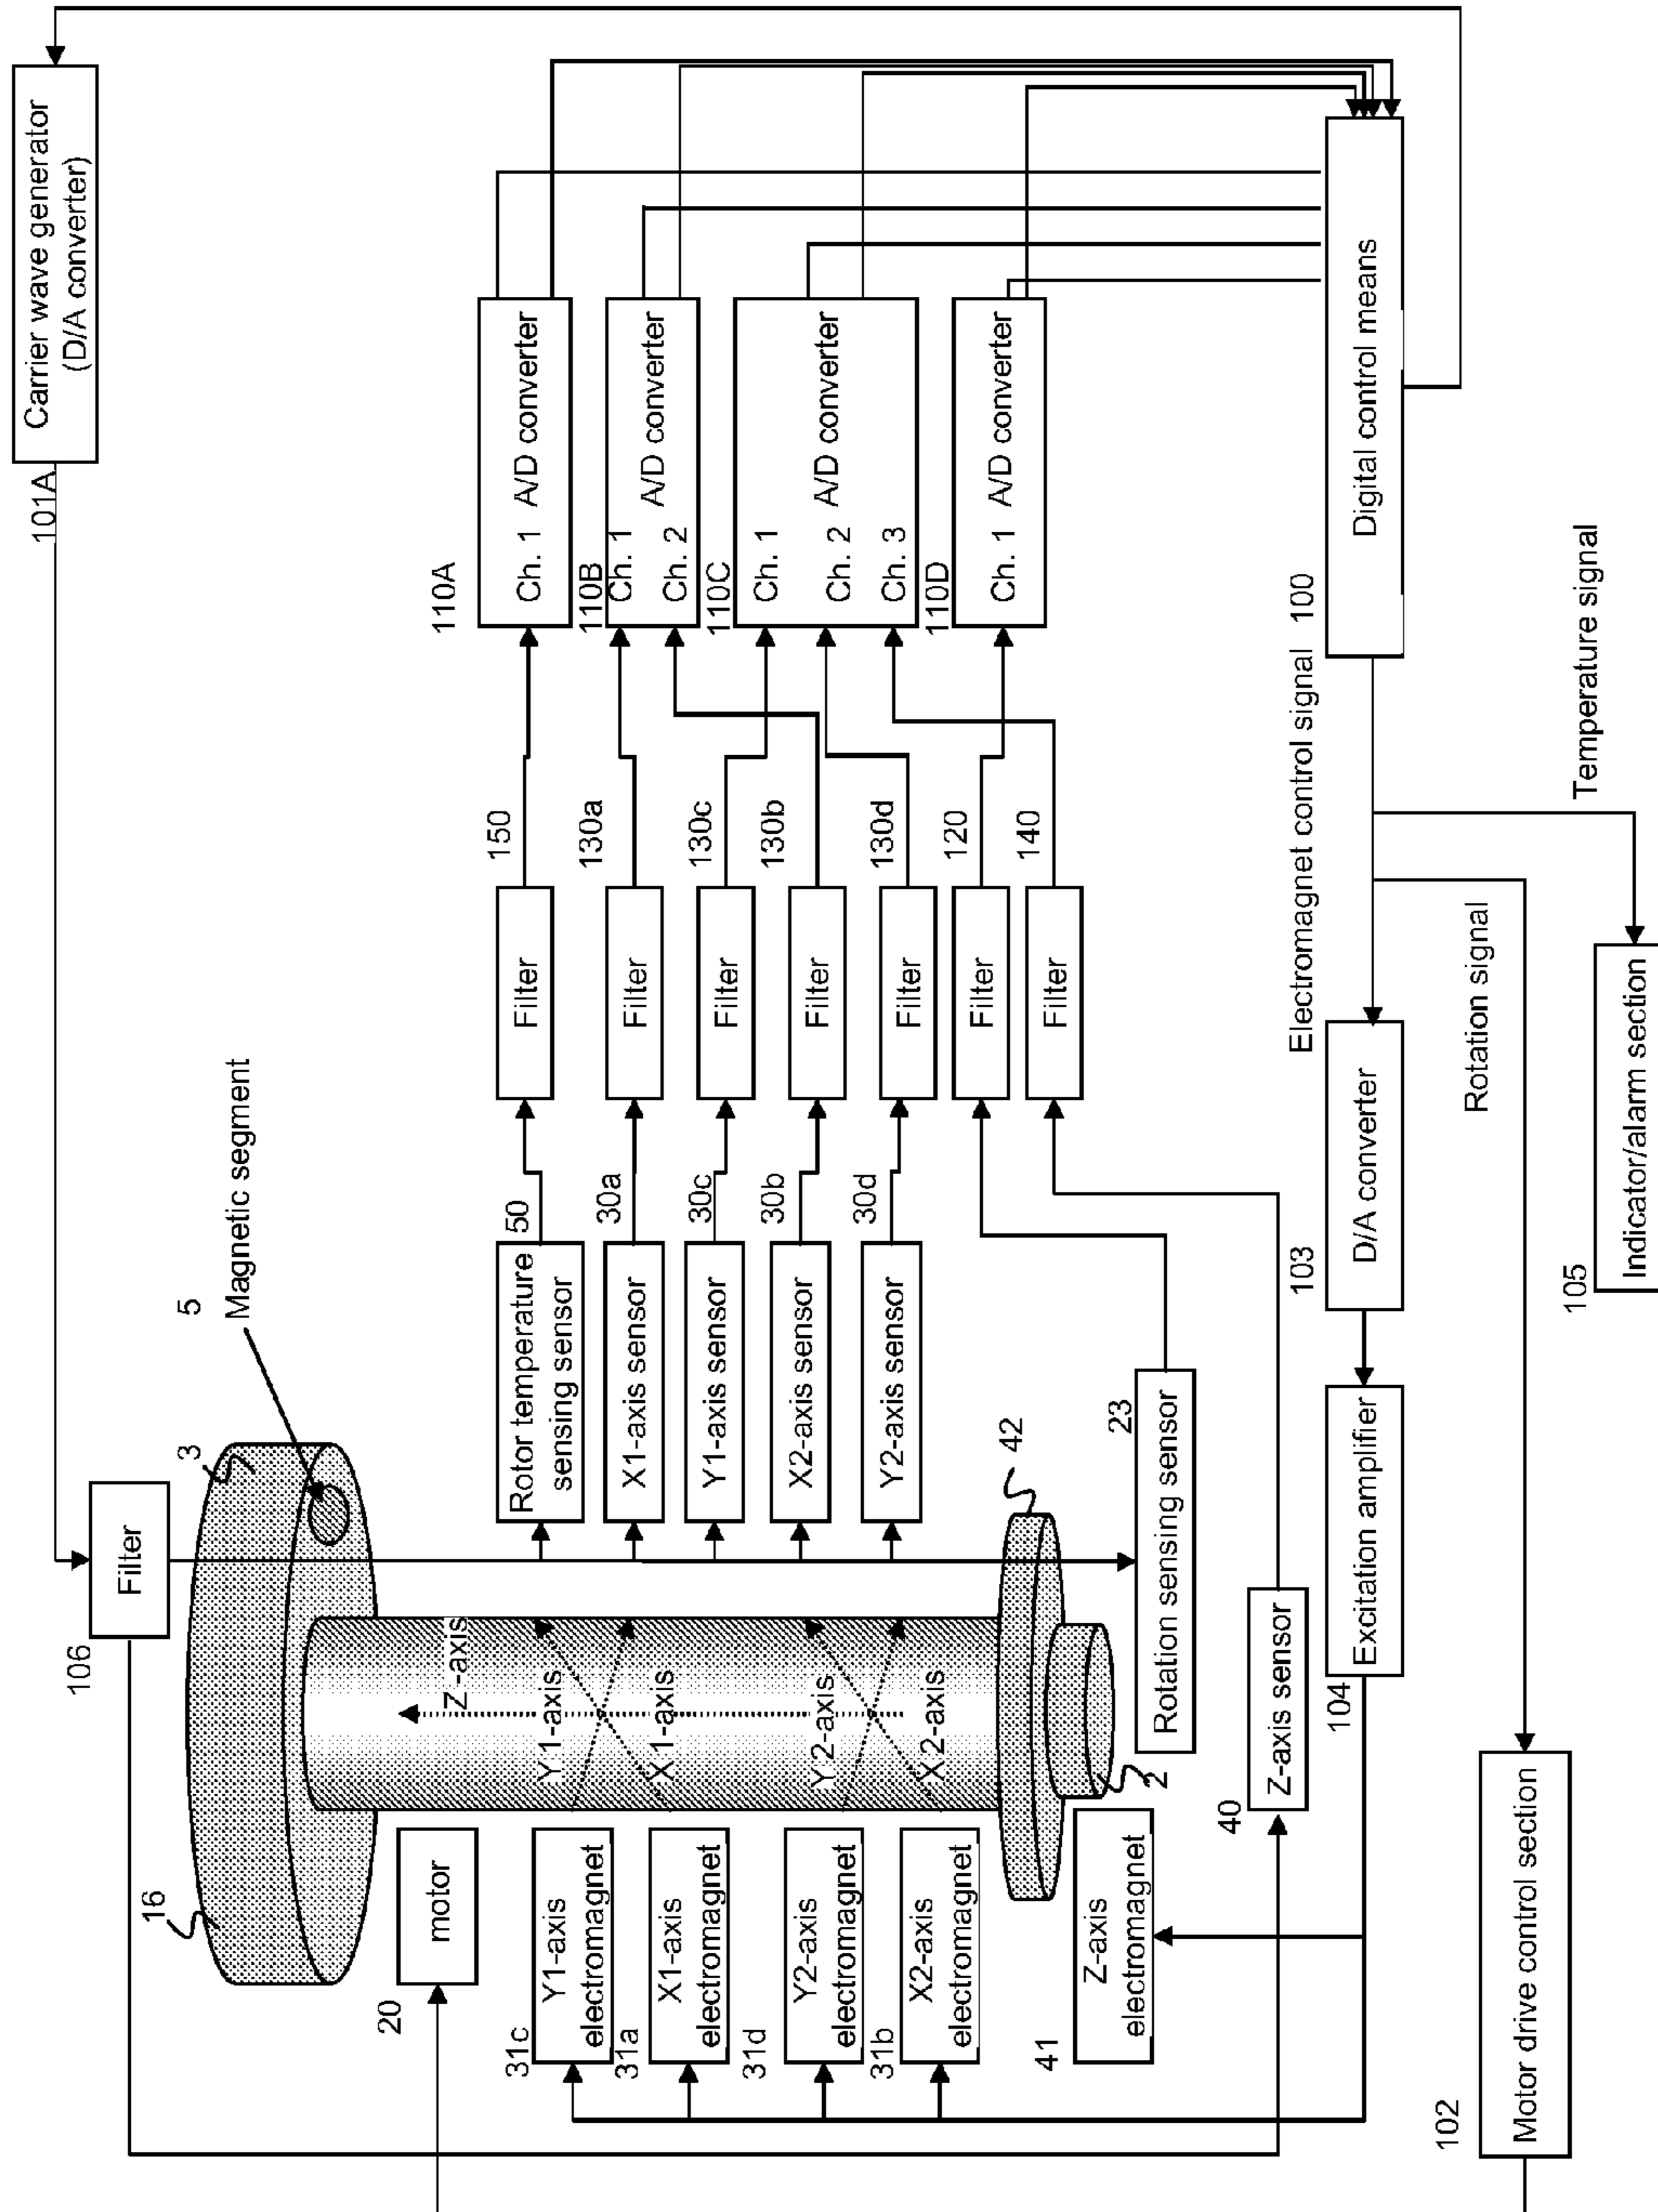 Carrier wave generator
(D/A converter)
101A
Filter
106
16
3
5
Magnetic segment
motor
20
Z-axis
Y1-axis
X1-axis
Y2-axis
X2-axis
Y1-axis
electromagnet
31c
X1-axis
electromagnet
31a
Y2-axis
electromagnet
31d
X2-axis
electromagnet
31b
Z-axis
electromagnet
41
42
2
Rotor temperature
sensing sensor
50
X1-axis sensor
30a
Y1-axis sensor
30c
X2-axis sensor
30b
Y2-axis sensor
30d
Rotation sensing sensor
23
Z-axis sensor
40
Filter
150
Filter
130a
Filter
130c
Filter
130b
Filter
130d
Filter
120
Filter
140
110A
Ch. 1 A/D converter
110B
Ch. 1
A/D converter
Ch. 2
110C
Ch. 1
A/D converter
Ch. 2
Ch. 3
110D
Ch. 1 A/D converter
Digital control means
100
Electromagnet control signal
Temperature signal
Rotation signal
D/A converter
103
Excitation amplifier
104
Indicator/alarm section
105
Motor drive control section
102